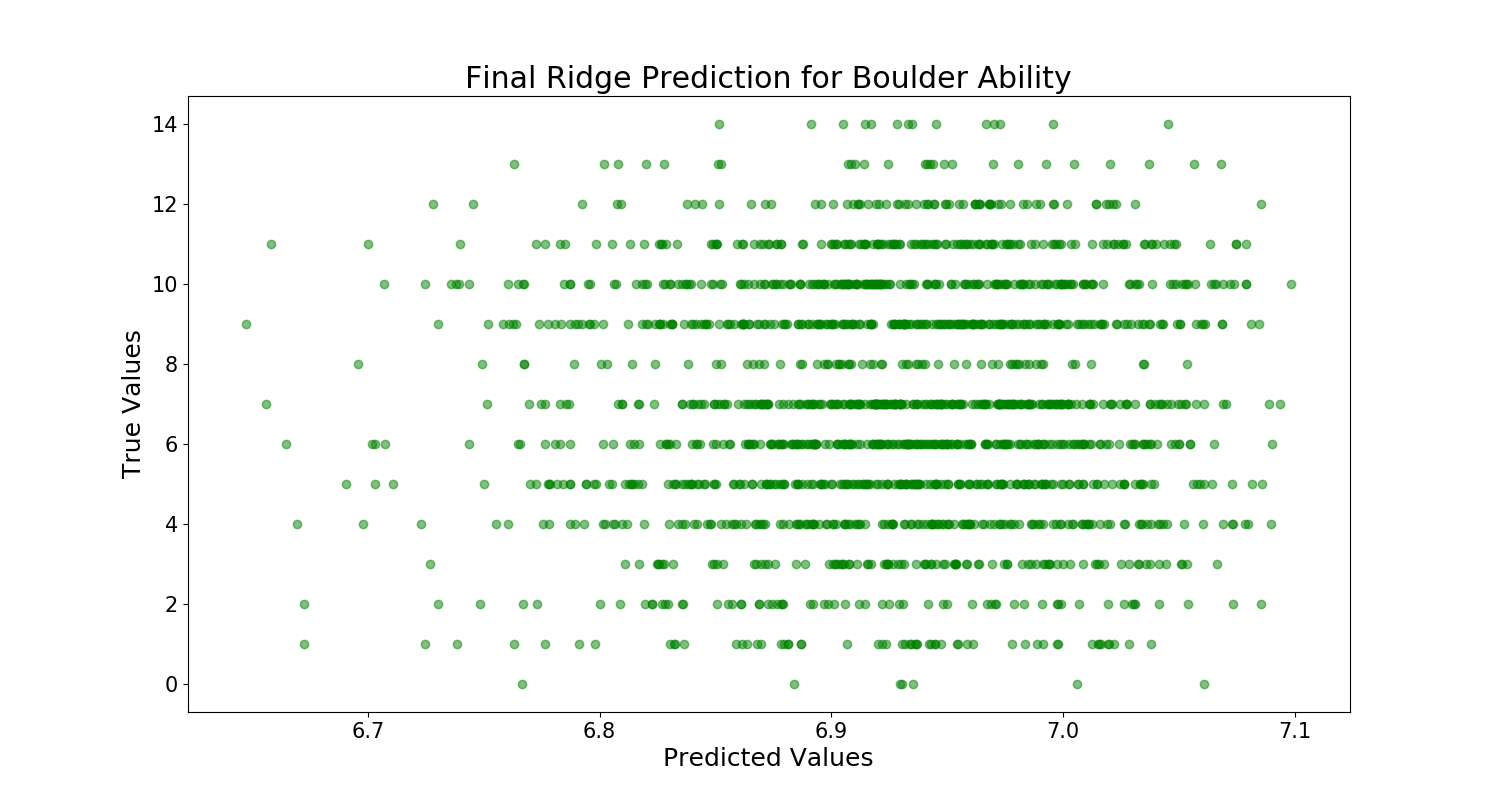 Final Ridge Prediction for Boulder Ability
14
12
10
8
6
4
2
0
True Values
6.7 6.8 6.9 7.0 7.1
Predicted Values